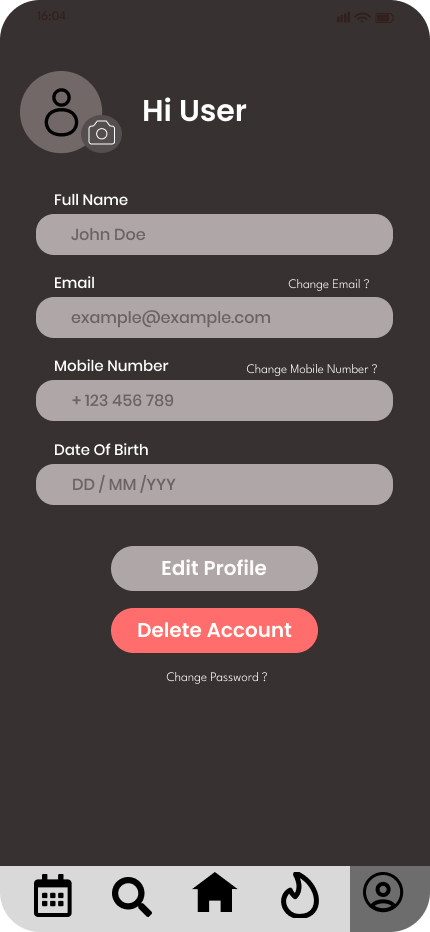 16:04
Hi User
Full Name
John Doe
Email
Change Email ?
example@example.com
Mobile Number
Change Mobile Number ?
+ 123 456 789
Date Of Birth
DD / MM /YYY
Edit Profile
Delete Account
Change Password ?